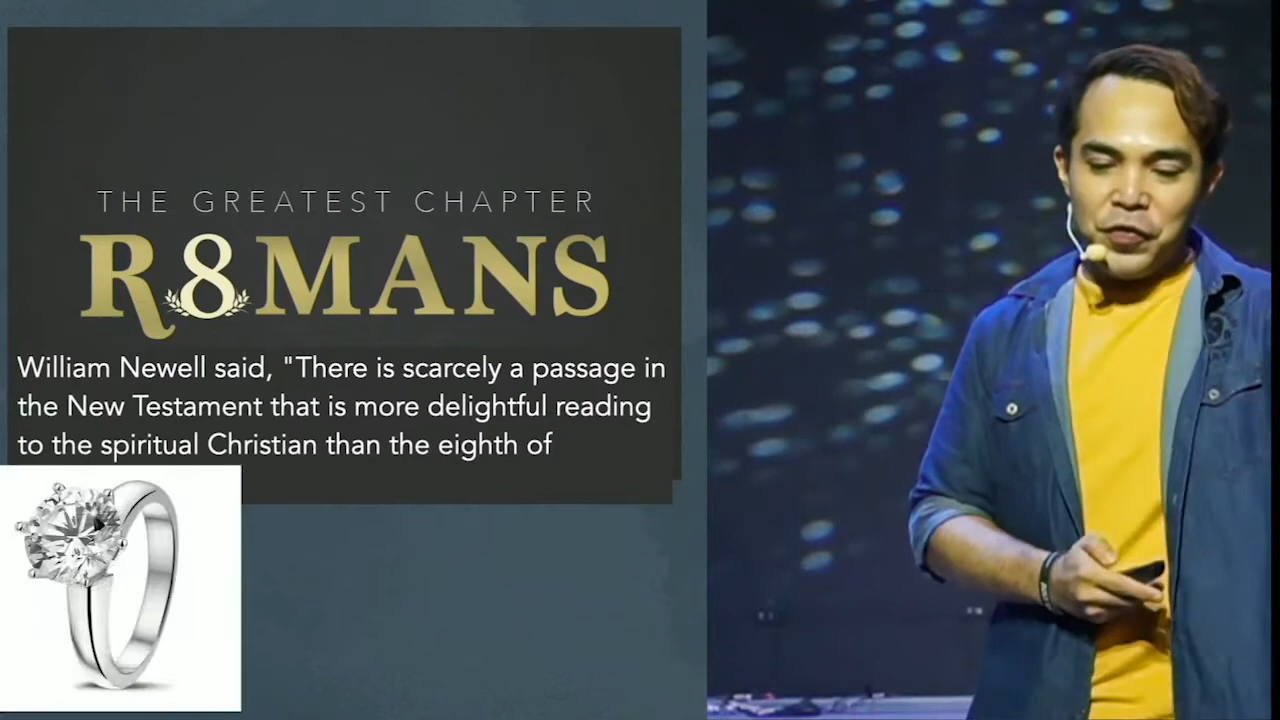 THE GREATEST CHAPTER
R8MANS
William Newell said, "There is scarcely a passage in
the New Testament that is more delightful reading
to the spiritual Christian than the eighth of